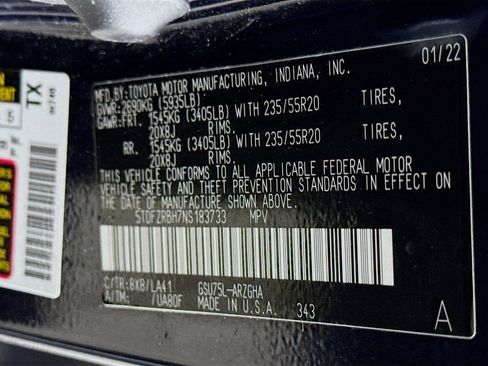 MFD. BY:TOYOTA MOTOR MANUFACTURING, INDIANA, INC. 01/22
GVWR:2690KG (5935LB)
GAWR:FRT. 1545KG (3405LB) WITH 235/55R20 TIRES,
20X8J RIMS.
RR. 1545KG (3405LB) WITH 235/55R20 TIRES,
20X8J RIMS.
THIS VEHICLE CONFORMS TO ALL APPLICABLE FEDERAL MOTOR
VEHICLE SAFETY AND THEFT PREVENTION STANDARDS IN EFFECT ON
THE DATE OF MANUFACTURE SHOWN ABOVE.
5TDFZRBH7NS183733 MPV
C/TR:BX8/LA41 GSU75L-ARZGHA
A/TM: /UA80F MADE IN U.S.A. 343
A
TX
5